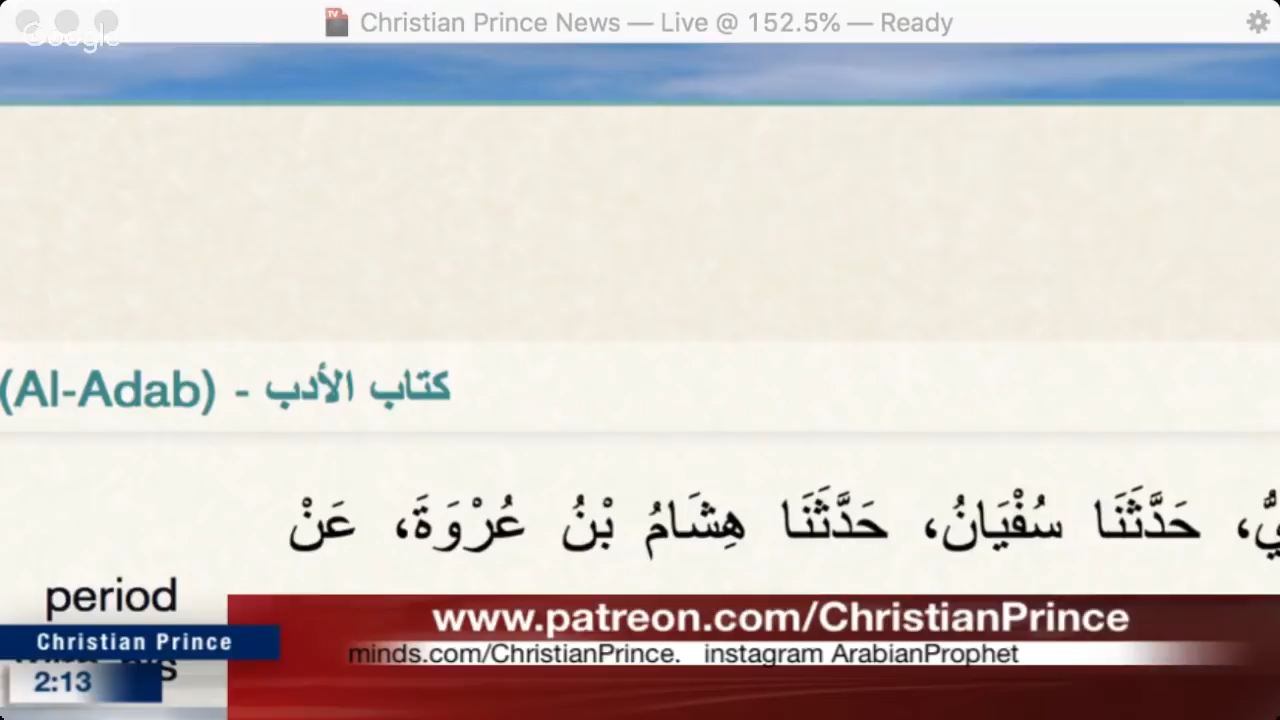 Christian Prince News — Live @ 152.5% — Ready
Google
(Al-Adab) - كتاب الأدب
حَدَّثَنَا سُفْيَانُ، حَدَّثَنَا هِشَامُ بْنُ عُرْوَةَ، عَنْ
period
www.patreon.com/ChristianPrince
Christian Prince
minds.com/ChristianPrince. instagram ArabianProphet
2:13